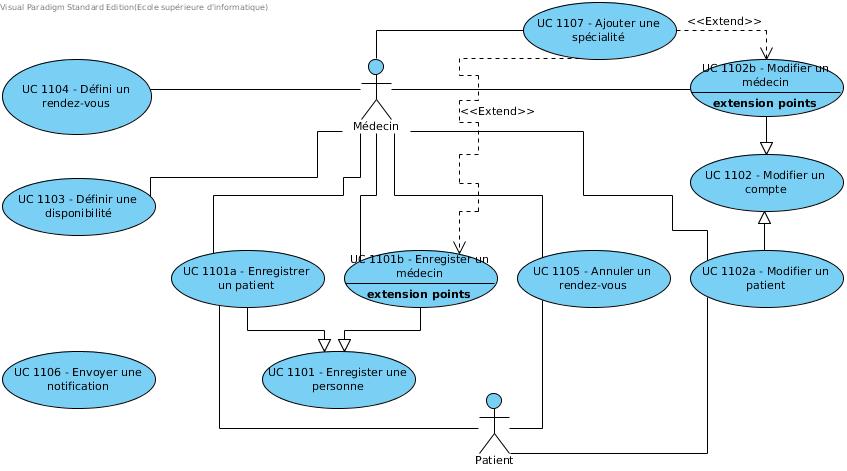 Visual Paradigm Standard Edition(Ecole supérieure d'informatique)
UC 1107 - Ajouter une
spécialité
<<Extend>>
UC 1102b - Modifier un
médecin
extension points
UC 1104 - Défini un
rendez-vous
<<Extend>>
Médecin
UC 1102 - Modifier un
compte
UC 1103 - Définir une
disponibilité
UC 1101a - Enregistrer
un patient
UC 1101b - Enregister un
médecin
extension points
UC 1105 - Annuler un
rendez-vous
UC 1102a - Modifier un
patient
UC 1106 - Envoyer une
notification
UC 1101 - Enregister une
personne
Patient